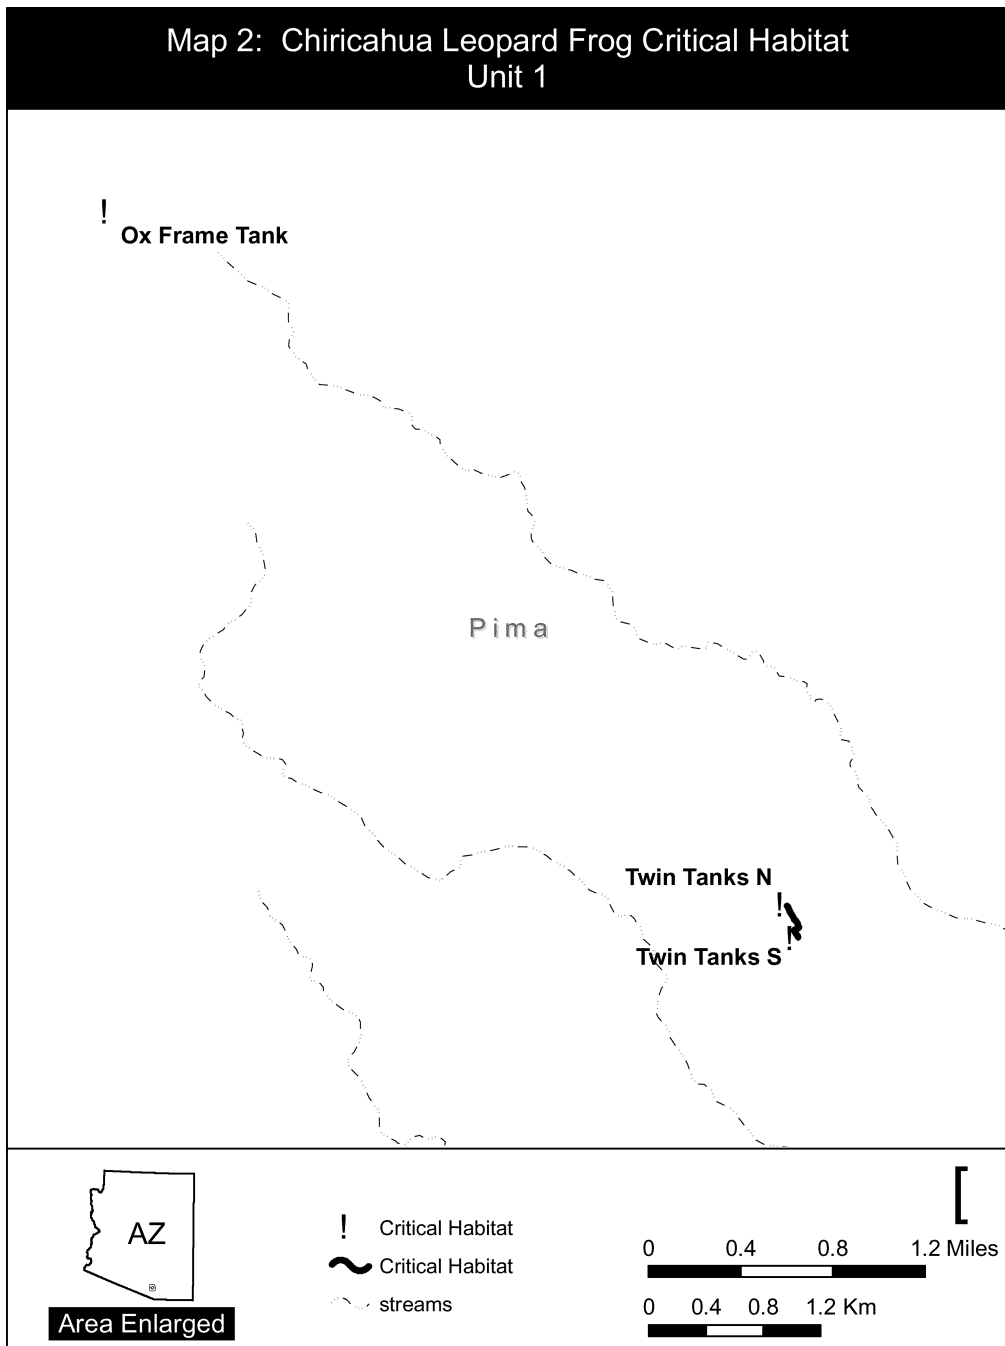 Map 2: Chiricahua Leopard Frog Critical Habitat
Unit 1
!
Ox Frame Tank
Pima
Twin Tanks N
!
!
Twin Tanks S
AZ
Area Enlarged
! Critical Habitat
Critical Habitat
streams
[
0 0.4 0.8 1.2 Miles
0 0.4 0.8 1.2 Km